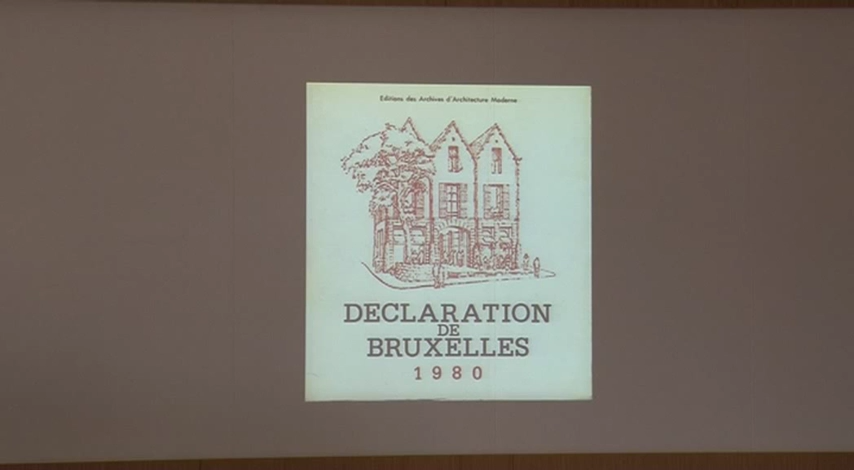 Editions des Archives d'Architecture Moderne
DECLARATION
DE
BRUXELLES
1980